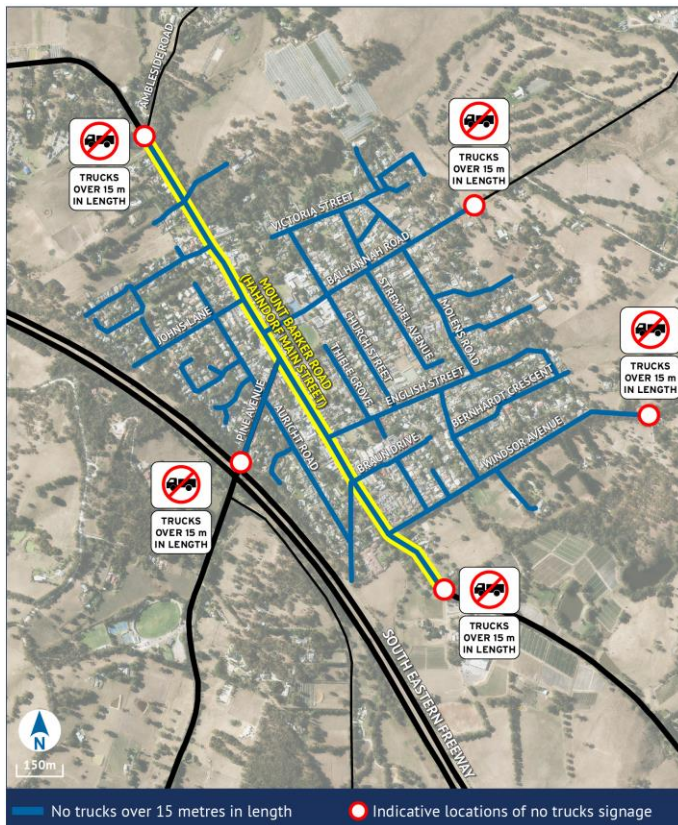 AMBLESIDE ROAD
TRUCKS
OVER 15 m
IN LENGTH
TRUCKS
OVER 15 m
IN LENGTH
VICTORIA STREET
BALHANNAH ROAD
MOUNT BARKER ROAD
(HAHNDORF MAIN STREET)
JOHNS LANE
STREMPEL AVENUE
MOLENS ROAD
CHURCH STREET
THIELE GROVE
TRUCKS
OVER 15 m
IN LENGTH
ENGLISH STREET
BERNHARDT CRESCENT
PINE AVENUE
AURICHT ROAD
BRAUN DRIVE
WINDSOR AVENUE
TRUCKS
OVER 15 m
IN LENGTH
TRUCKS
OVER 15 m
IN LENGTH
SOUTH EASTERN FREEWAY
N
150m
No trucks over 15 metres in length
Indicative locations of no trucks signage